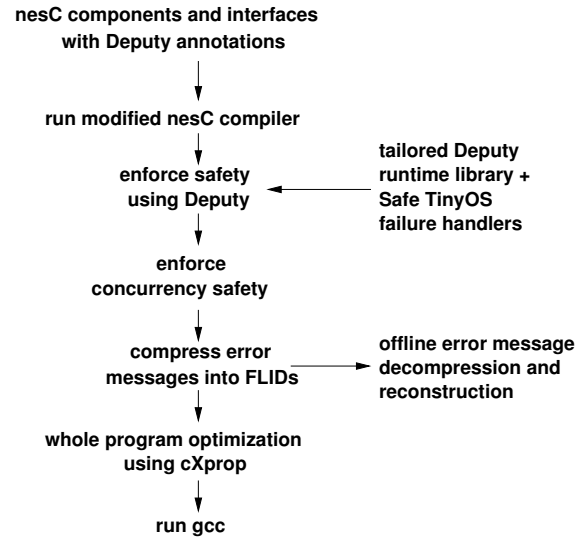 nesC components and interfaces
with Deputy annotations
run modified nesC compiler
enforce safety
using Deputy
tailored Deputy
runtime library +
Safe TinyOS
failure handlers
enforce
concurrency safety
compress error
messages into FLIDs
offline error message
decompression and
reconstruction
whole program optimization
using cXprop
run gcc